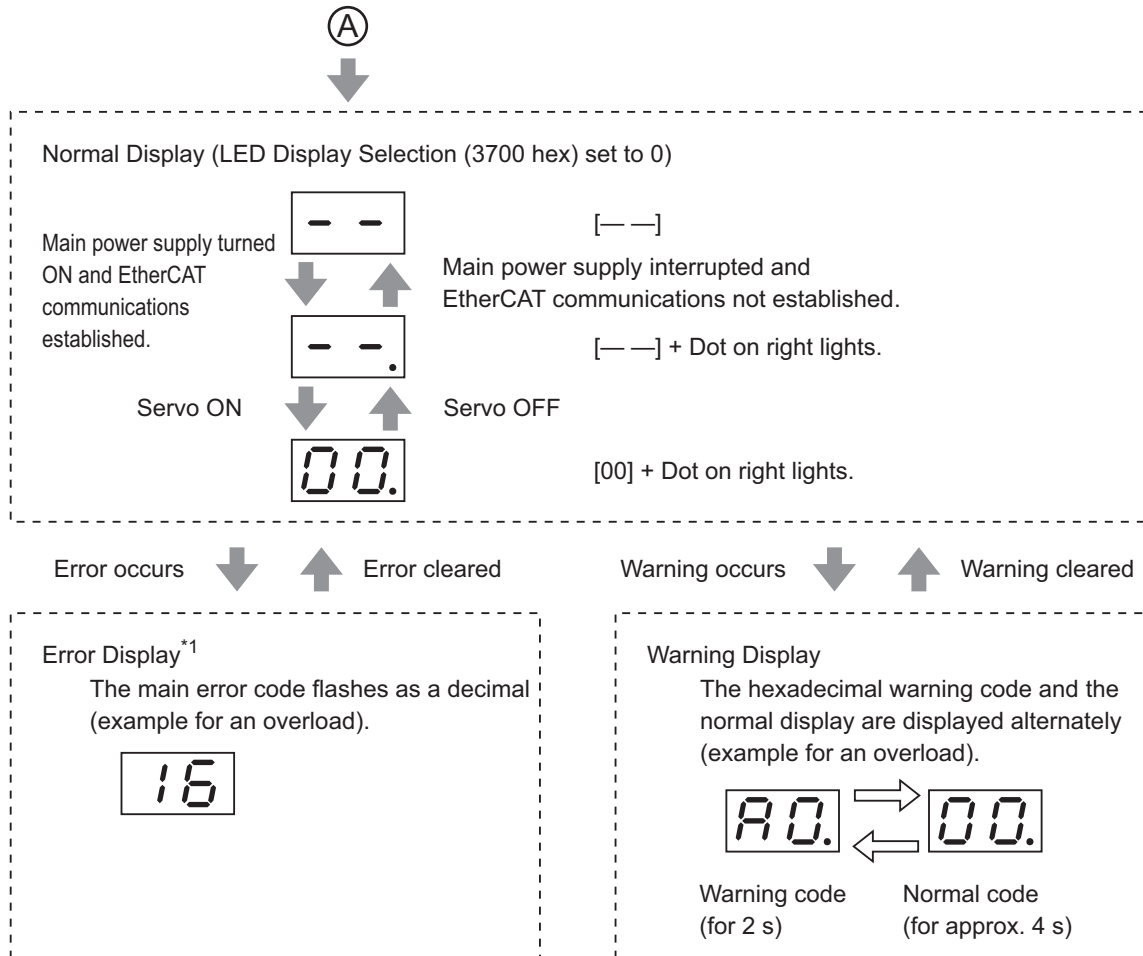 A
Normal Display (LED Display Selection (3700 hex) set to 0)
– –
[— —]
Main power supply turned
ON and EtherCAT
communications
established.
Main power supply interrupted and
EtherCAT communications not established.
– –.
[— —] + Dot on right lights.
Servo ON
Servo OFF
00.
[00] + Dot on right lights.
Error occurs
Error cleared
Warning occurs
Warning cleared
Error Display*1
The main error code flashes as a decimal
(example for an overload).
16
Warning Display
The hexadecimal warning code and the
normal display are displayed alternately
(example for an overload).
A0.
00.
Warning code
(for 2 s)
Normal code
(for approx. 4 s)